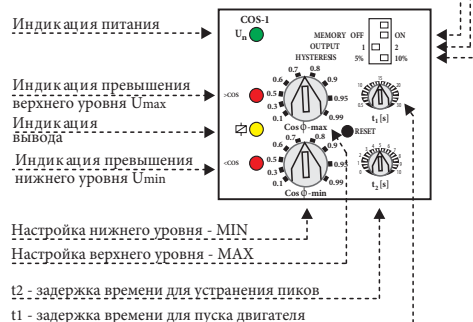 COS-1
Индикация питания
Un
MEMORY OFF ON
OUTPUT 1 2
HYSTERESIS 5% 10%
Индикация превышения
верхнего уровня Umax
>COS
0.1 0.3 0.5 0.6 0.7 0.8 0.9 0.95 0.99
Cos ϕ-max
t1 [s]
Индикация
вывода
RESET
Индикация превышения
нижнего уровня Umin
<COS
0.1 0.3 0.5 0.6 0.7 0.8 0.9 0.95 0.99
Cos ϕ-min
t2 [s]
Настройка нижнего уровня - MIN
Настройка верхнего уровня - MAX
t2 - задержка времени для устранения пиков
t1 - задержка времени для пуска двигателя